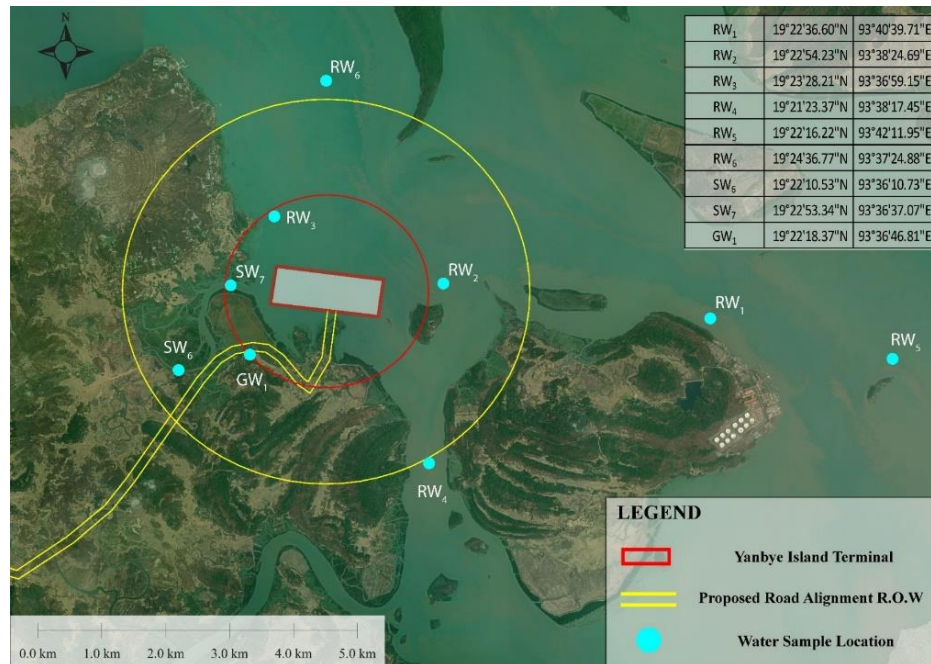 N
RW₆
RW₁ 19°22'36.60"N 93°40'39.71"E
RW₂ 19°22'54.23"N 93°38'24.69"E
RW₃ 19°23'28.21"N 93°36'59.15"E
RW₄ 19°21'23.37"N 93°38'17.45"E
RW₅ 19°22'16.22"N 93°42'11.95"E
RW₆ 19°24'36.77"N 93°37'24.88"E
SW₆ 19°22'10.53"N 93°36'10.73"E
SW₇ 19°22'53.34"N 93°36'37.07"E
GW₁ 19°22'18.37"N 93°36'46.81"E
RW₃
SW₇
RW₂
RW₁
SW₆
RW₅
GW₁
RW₄
LEGEND
Yanbye Island Terminal
Proposed Road Alignment R.O.W
Water Sample Location
0.0 km 1.0 km 2.0 km 4.0 km 5.0 km